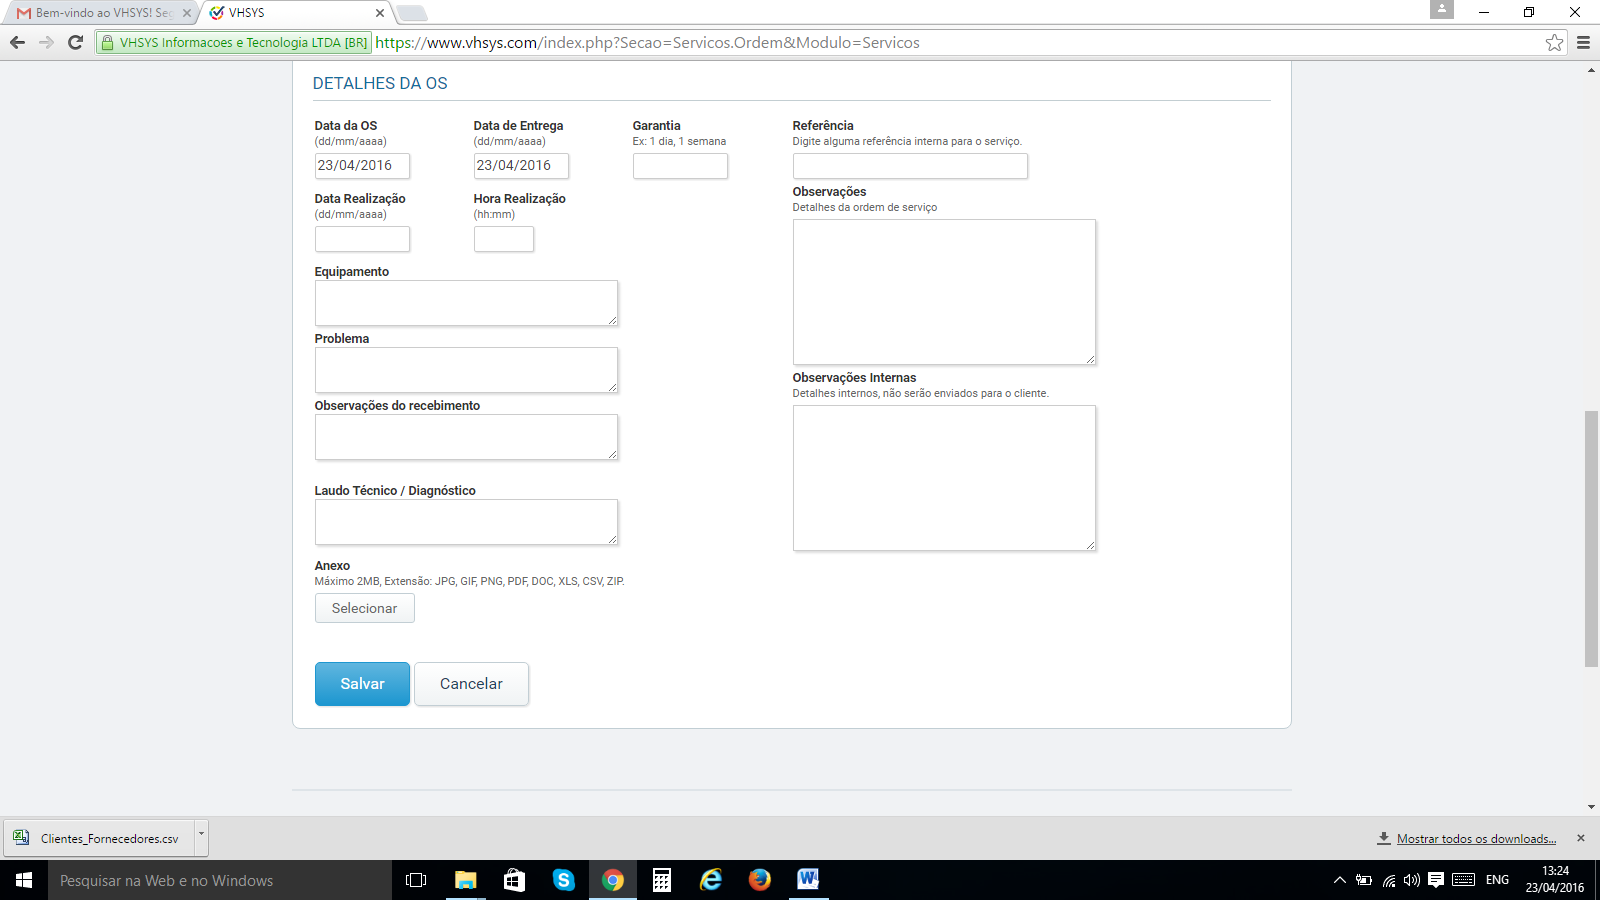 Bem-vindo ao VHSYS! Seg
VHSYS
VHSYS Informacoes e Tecnologia LTDA [BR]
https://www.vhsys.com/index.php?Secao=Servicos.Ordem&Modulo=Servicos
DETALHES DA OS
Data da OS
(dd/mm/aaaa)
23/04/2016
Data de Entrega
(dd/mm/aaaa)
23/04/2016
Garantia
Ex: 1 dia, 1 semana
Referência
Digite alguma referência interna para o serviço.
Data Realização
(dd/mm/aaaa)
Hora Realização
(hh:mm)
Observações
Detalhes da ordem de serviço
Equipamento
Problema
Observações do recebimento
Observações Internas
Detalhes internos, não serão enviados para o cliente.
Laudo Técnico / Diagnóstico
Anexo
Máximo 2MB, Extensão: JPG, GIF, PNG, PDF, DOC, XLS, CSV, ZIP.
Selecionar
Salvar
Cancelar
Clientes_Fornecedores.csv
Mostrar todos os downloads...
Pesquisar na Web e no Windows
ENG
13:24
23/04/2016